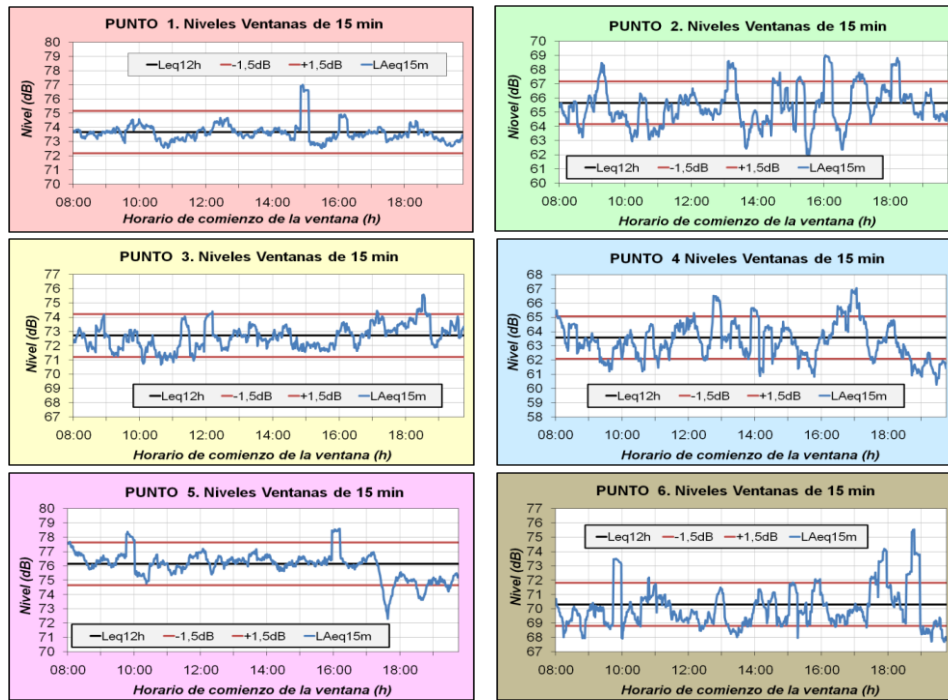 PUNTO 1. Niveles Ventanas de 15 min
Nivel (dB)
80
79
78
77
76
75
74
73
72
71
70
Leq12h -1,5dB +1,5dB LAeq15m
08:00 10:00 12:00 14:00 16:00 18:00
Horario de comienzo de la ventana (h)
PUNTO 2. Niveles Ventanas de 15 min
Niovel (dB)
70
69
68
67
66
65
64
63
62
61
60
Leq12h -1,5dB +1,5dB LAeq15m
08:00 10:00 12:00 14:00 16:00 18:00
Horario de comienzo de la ventana (h)
PUNTO 3. Niveles Ventanas de 15 min
Nivel (dB)
77
76
75
74
73
72
71
70
69
68
67
Leq12h -1,5dB +1,5dB LAeq15m
08:00 10:00 12:00 14:00 16:00 18:00
Horario de comienzo de la ventana (h)
PUNTO 4 Niveles Ventanas de 15 min
Nivel (dB)
68
67
66
65
64
63
62
61
60
59
58
Leq12h -1,5dB +1,5dB LAeq15m
08:00 10:00 12:00 14:00 16:00 18:00
Horario de comienzo de la ventana (h)
PUNTO 5. Niveles Ventanas de 15 min
Nivel (dB)
80
79
78
77
76
75
74
73
72
71
70
Leq12h -1,5dB +1,5dB LAeq15m
08:00 10:00 12:00 14:00 16:00 18:00
Horario de comienzo de la ventana (h)
PUNTO 6. Niveles Ventanas de 15 min
Nivel (dB)
77
76
75
74
73
72
71
70
69
68
67
Leq12h -1,5dB +1,5dB LAeq15m
08:00 10:00 12:00 14:00 16:00 18:00
Horario de comienzo de la ventana (h)